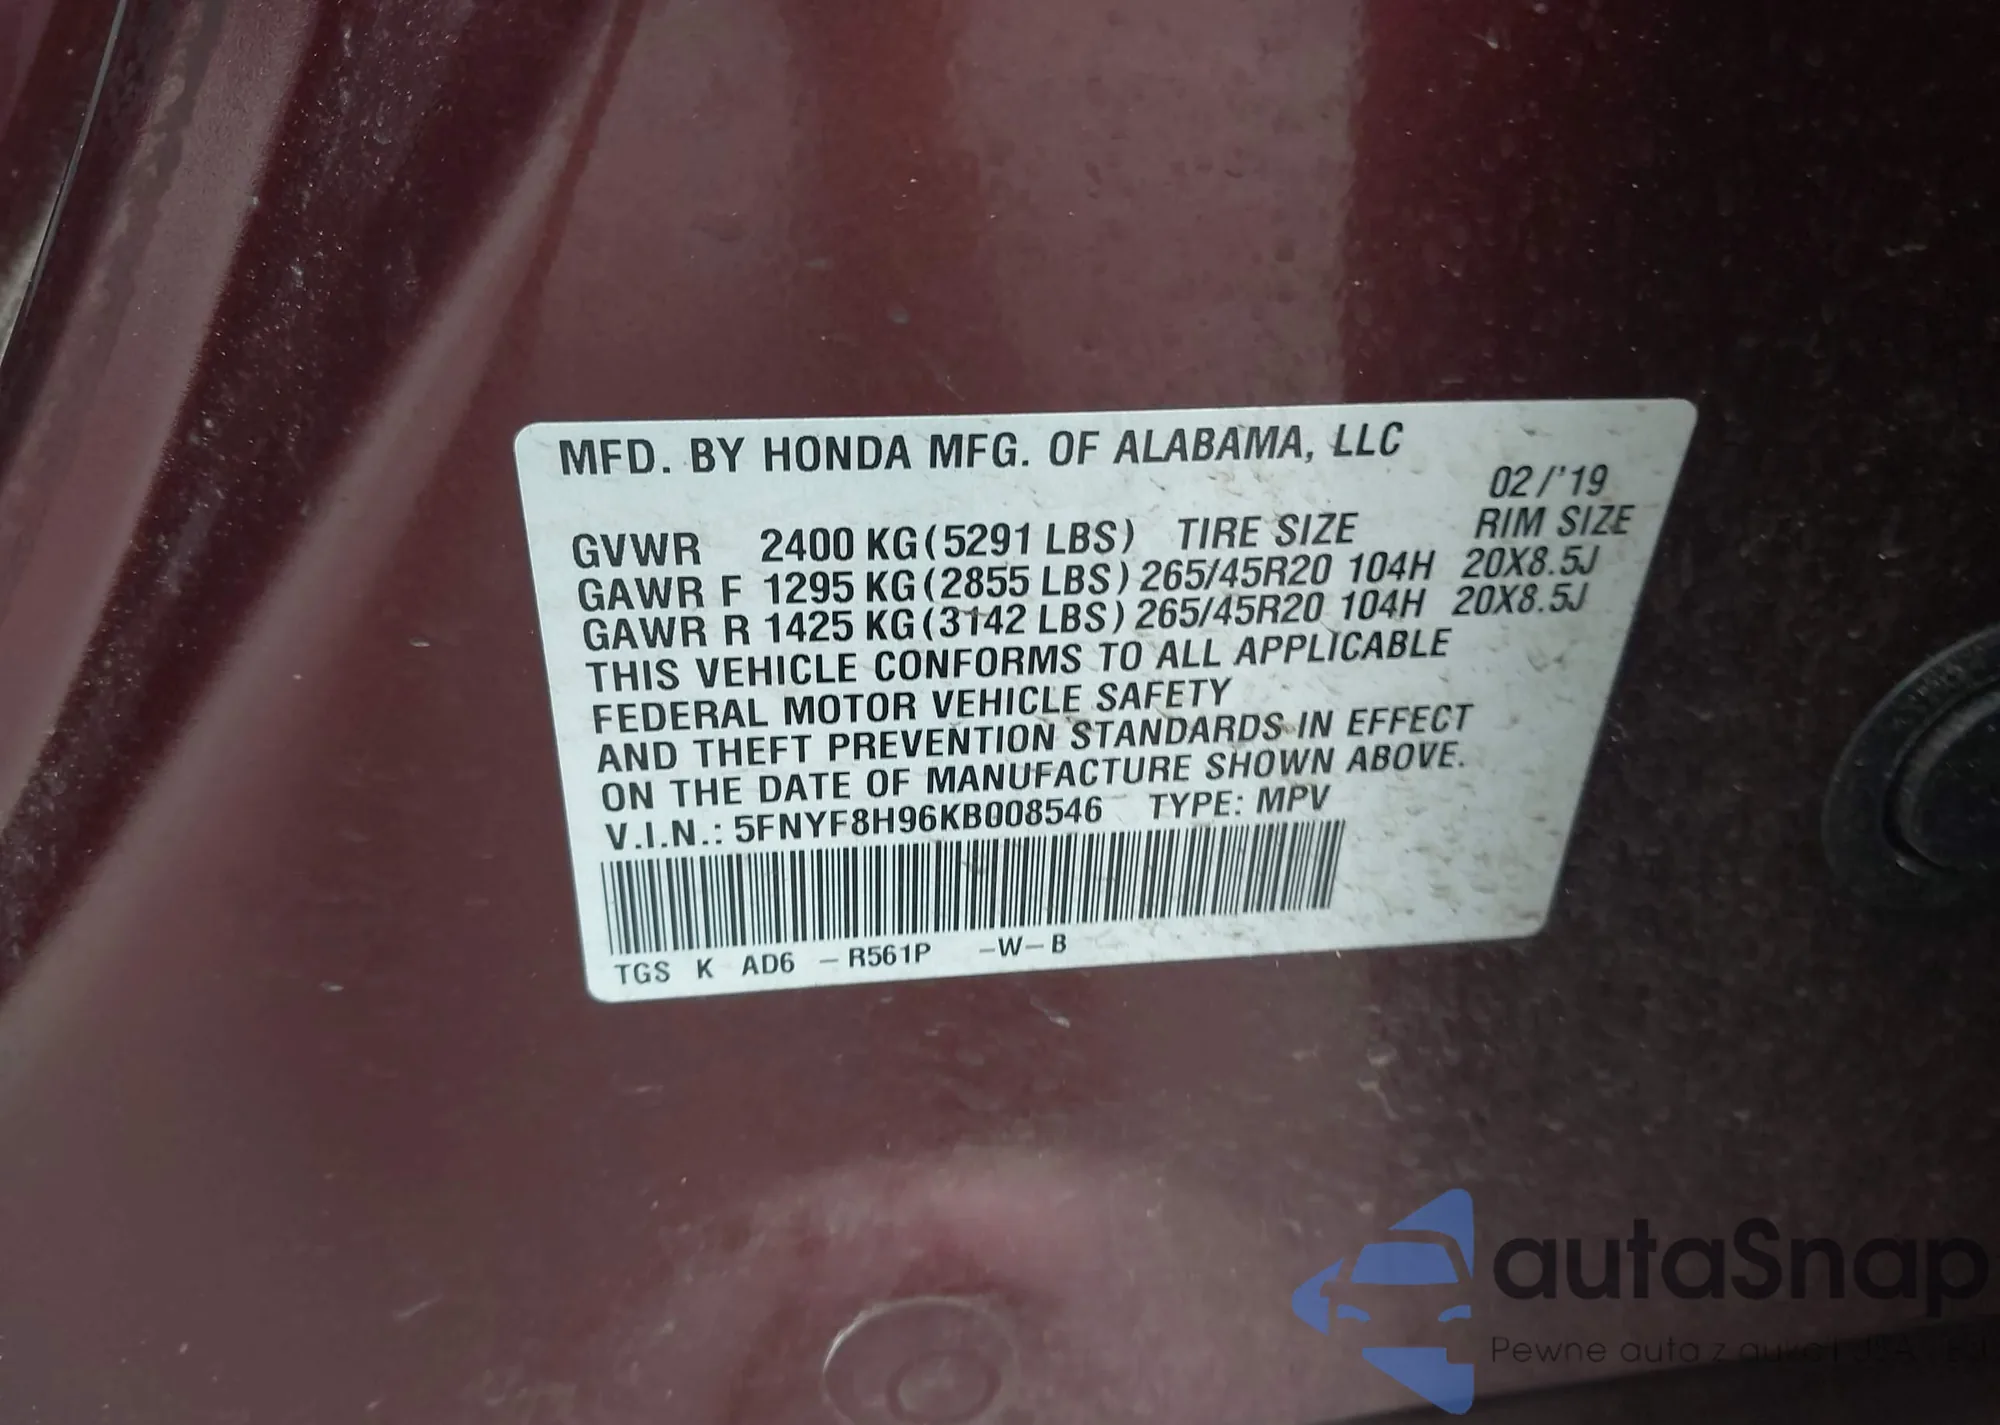 MFD. BY HONDA MFG. OF ALABAMA, LLC
02/'19
GVWR 2400 KG(5291 LBS) TIRE SIZE RIM SIZE
GAWR F 1295 KG(2855 LBS) 265/45R20 104H 20X8.5J
GAWR R 1425 KG(3142 LBS) 265/45R20 104H 20X8.5J
THIS VEHICLE CONFORMS TO ALL APPLICABLE
FEDERAL MOTOR VEHICLE SAFETY
AND THEFT PREVENTION STANDARDS IN EFFECT
ON THE DATE OF MANUFACTURE SHOWN ABOVE.
V.I.N.: 5FNYF8H96KB008546 TYPE: MPV
TGS K AD6 -R561P -W-B
autaSnap
Pewne auta z